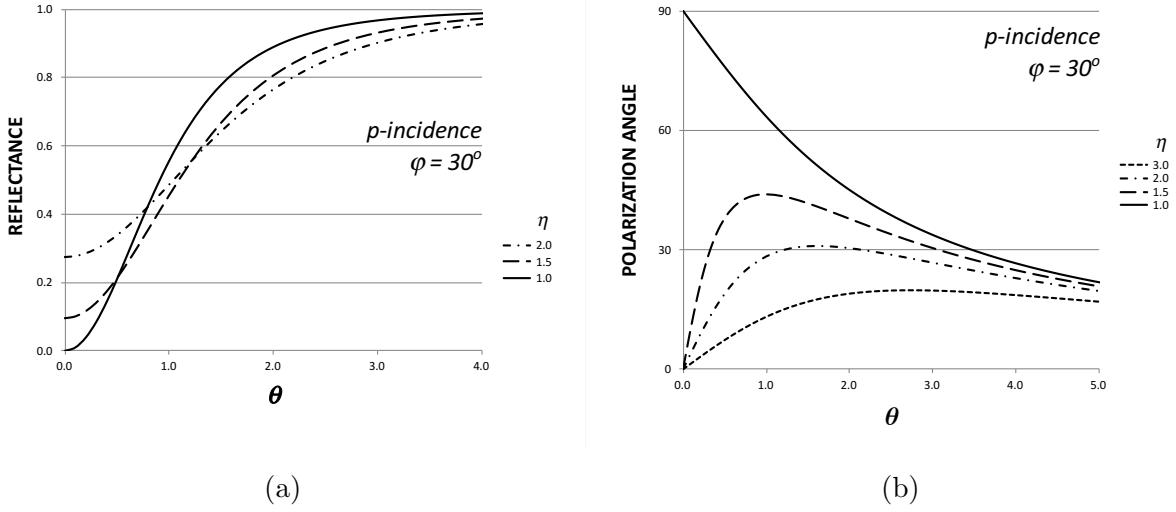 1.0
0.8
0.6
0.4
0.2
0.0
REFLECTANCE
p-incidence
φ = 30°
η
2.0
1.5
1.0
0.0 1.0 2.0 3.0 4.0
θ
(a)
90
60
30
0
POLARIZATION ANGLE
p-incidence
φ = 30°
η
3.0
2.0
1.5
1.0
0.0 1.0 2.0 3.0 4.0 5.0
θ
(b)